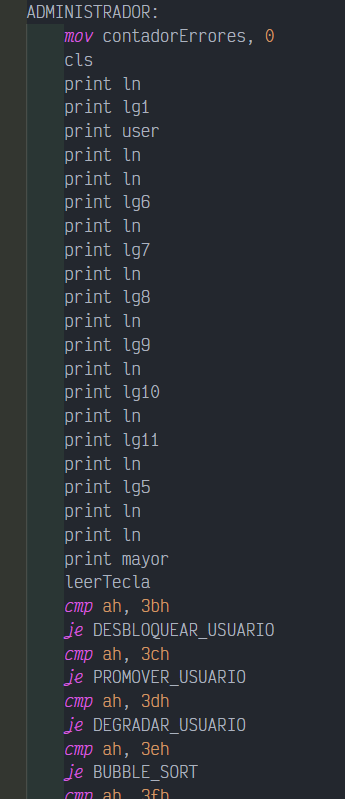 ADMINISTRADOR:
mov contadorErrores, 0
cls
print ln
print lg1
print user
print ln
print ln
print lg6
print ln
print lg7
print ln
print lg8
print ln
print lg9
print ln
print lg10
print ln
print lg11
print ln
print lg5
print ln
print ln
print mayor
leerTecla
cmp ah, 3bh
je DESBLOQUEAR_USUARIO
cmp ah, 3ch
je PROMOVER_USUARIO
cmp ah, 3dh
je DEGRADAR_USUARIO
cmp ah, 3eh
je BUBBLE_SORT
cmp ah, 3fh